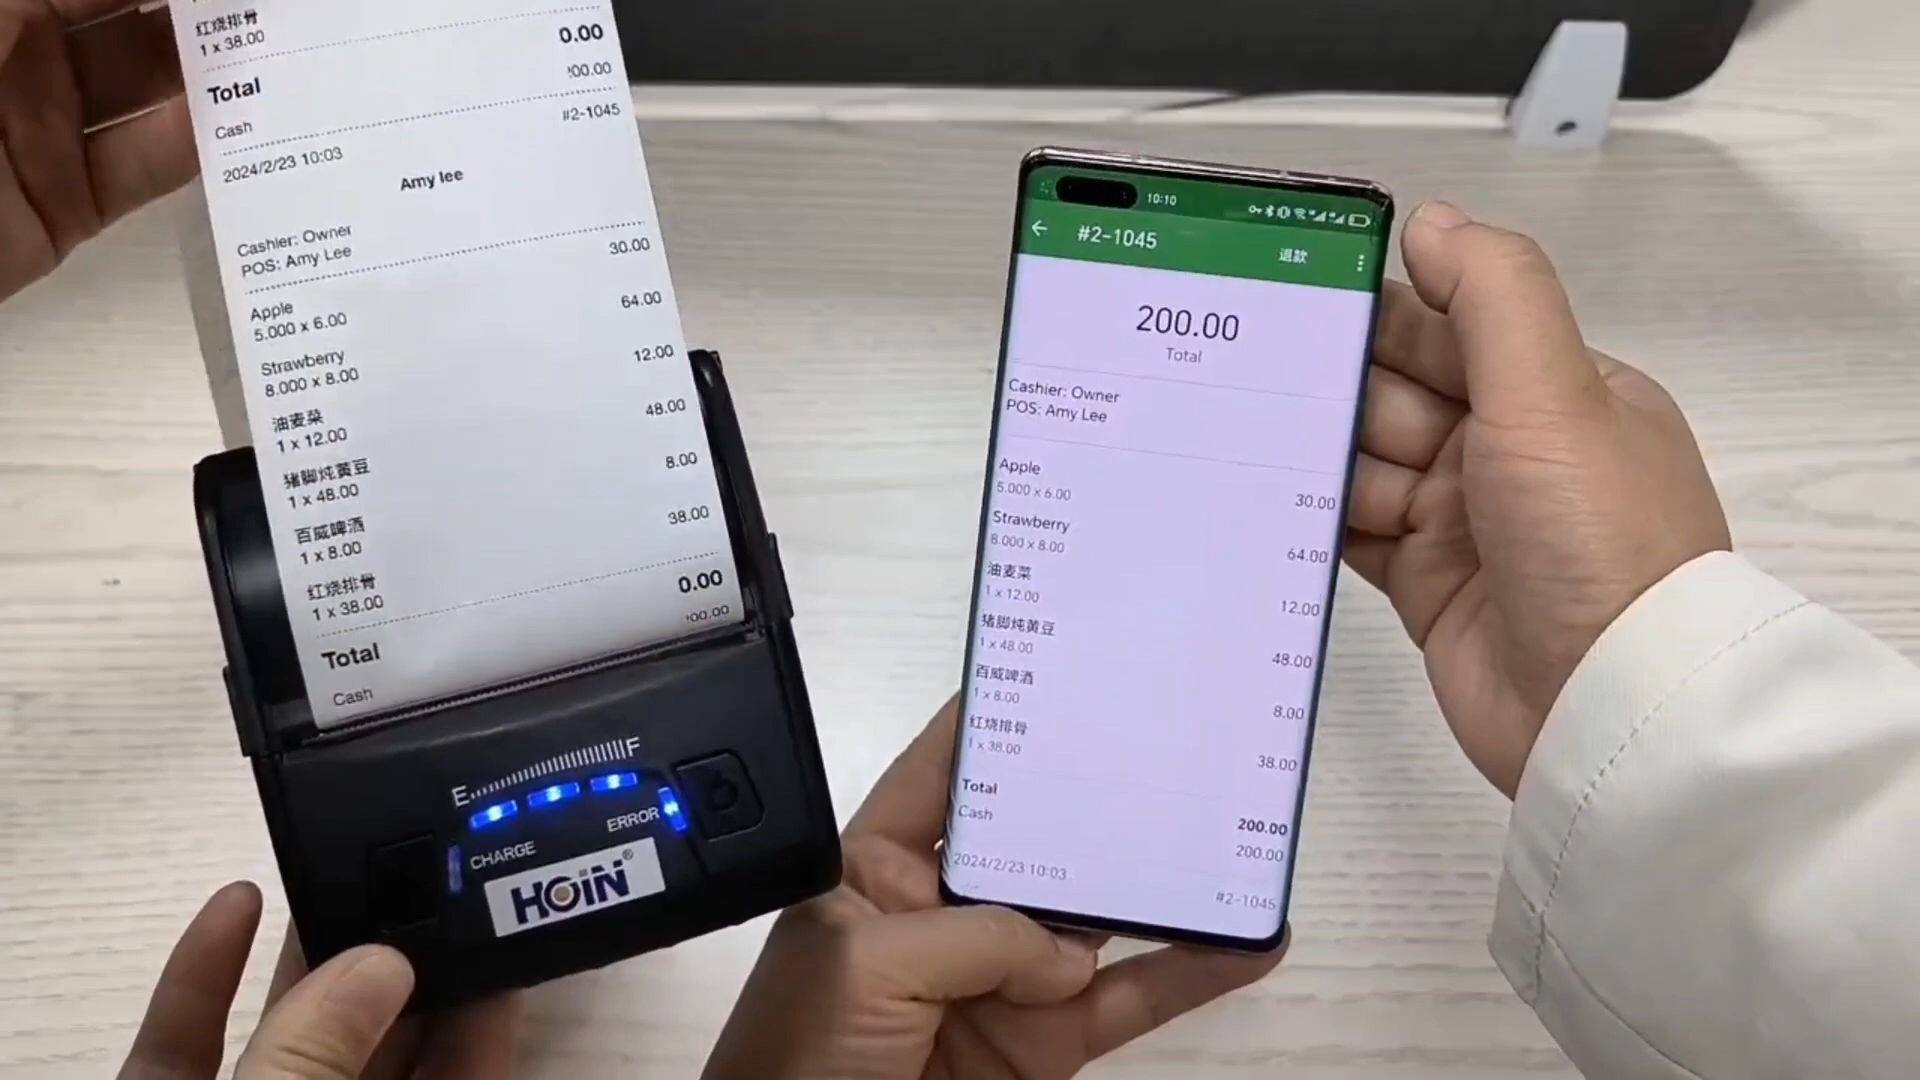 红烧排骨
1 x 38.00
0.00
Total
00.00
Cash
#2-1045
2024/2/23 10:03
Amy lee
Cashier: Owner
POS: Amy Lee
30.00
Apple
5.000 x 6.00
64.00
Strawberry
8.000 x 8.00
12.00
油麦菜
1 x 12.00
48.00
猪脚炖黄豆
1 x 48.00
8.00
百威啤酒
1 x 8.00
38.00
红烧排骨
1 x 38.00
0.00
Total
00.00
Cash
E F
CHARGE ERROR
HOiN®
10:10
#2-1045 退款
200.00
Total
Cashier: Owner
POS: Amy Lee
Apple
5.000 x 6.00 30.00
Strawberry
8.000 x 8.00 64.00
油麦菜
1 x 12.00 12.00
猪脚炖黄豆
1 x 48.00 48.00
百威啤酒
1 x 8.00 8.00
红烧排骨
1 x 38.00 38.00
Total 200.00
Cash 200.00
2024/2/23 10:03 #2-1045